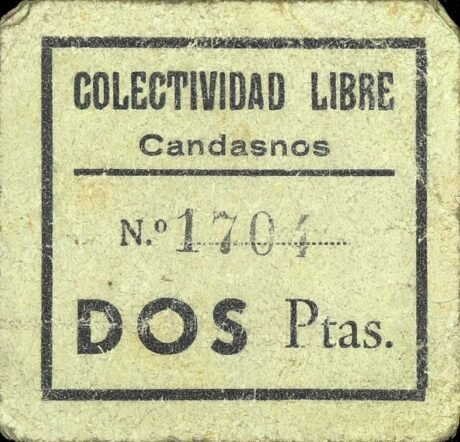 COLECTIVIDAD LIBRE
Candasnos
N.º 1704
DOS Ptas.